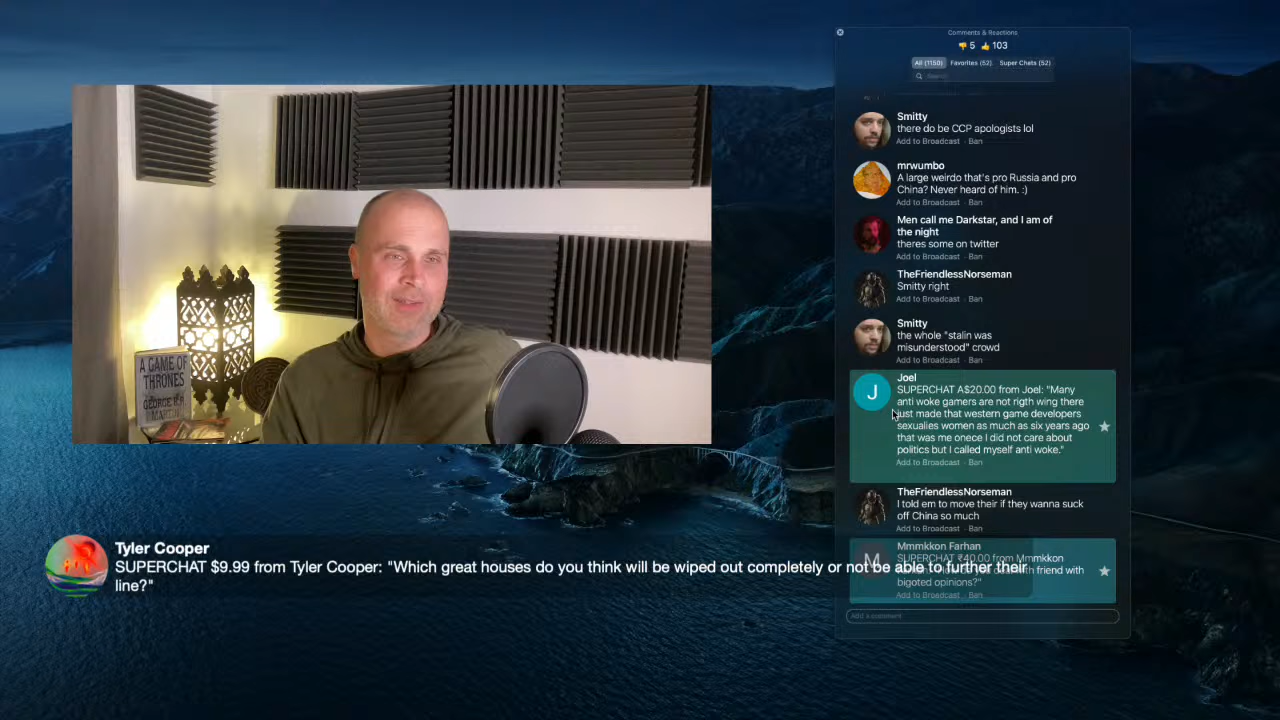 Comments & Reactions
👎 5 👍 103
All (1150) Favorites (52) Super Chats (52)
Search
Smitty
there do be CCP apologists lol
Add to Broadcast · Ban
mrwumbo
A large weirdo that's pro Russia and pro
China? Never heard of him. :)
Add to Broadcast · Ban
Men call me Darkstar, and I am of
the night
theres some on twitter
Add to Broadcast · Ban
TheFriendlessNorseman
Smitty right
Add to Broadcast · Ban
Smitty
the whole "stalin was
misunderstood" crowd
Add to Broadcast · Ban
J
Joel
SUPERCHAT A$20.00 from Joel: "Many
anti woke gamers are not rigth wing there
just made that western game developers
sexualies women as much as six years ago
that was me onece I did not care about
politics but I called myself anti woke."
Add to Broadcast · Ban
TheFriendlessNorseman
I told em to move their if they wanna suck
off China so much
Add to Broadcast · Ban
M
Mmmkkon Farhan
SUPERCHAT ₹40.00 from Mmmkkon
friend with
bigoted opinions?"
Add to Broadcast · Ban
Add a comment
A GAME OF
THRONES
GEORGE R.R.
MARTIN
Tyler Cooper
SUPERCHAT $9.99 from Tyler Cooper: "Which great houses do you think will be wiped out completely or not be able to further their
line?"